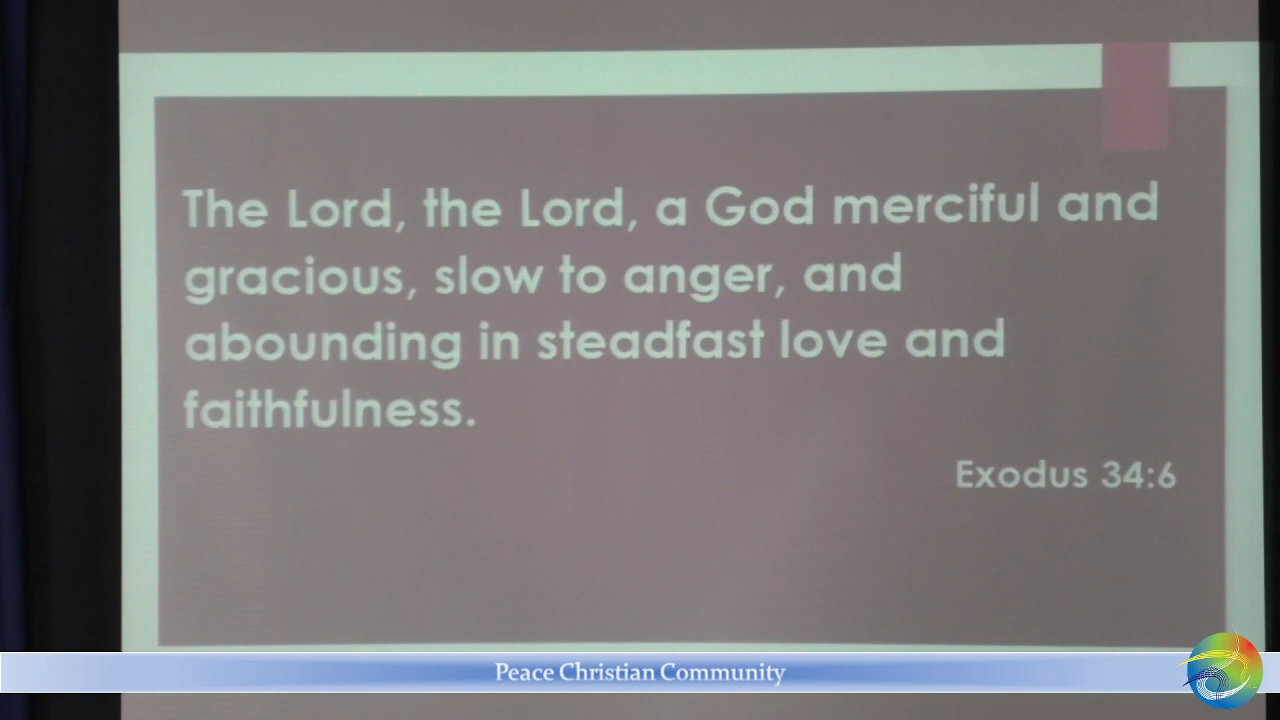 The Lord, the Lord, a God merciful and
gracious, slow to anger, and
abounding in steadfast love and
faithfulness.
Exodus 34:6
Peace Christian Community